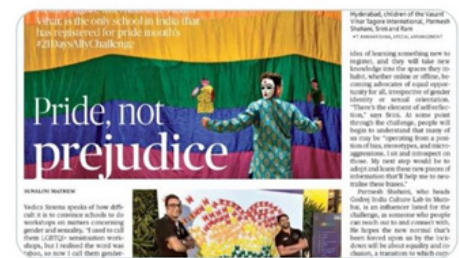 Vihar, is the only school in India that
has registered for pride month's
#21DaysAllyChallenge
Pride, not
prejudice
SUNALINI MATHEW
Vedica Saxena speaks of how diffi-
cult it is to convince schools to do
workshops on matters concerning
gender and sexuality. "I used to call
them LGBTQI+ sensitisation work-
shops, but I realised the word was
taboo, so now I call them gender-
Hyderabad, children of the Vasant
Vihar Tagore International, Parmesh
Shahani, Srini and Ram
SPECIAL ARRANGEMENT
idea of learning something new to
register, and they will take new
knowledge into the spaces they in-
habit, whether online or offline, be-
coming advocates of equal oppor-
tunity for all, irrespective of gender
identity or sexual orientation.
"There's the element of self-reflec-
tion," says Srini. At some point
through the challenge, people will
begin to understand that many of
us may be "operating from a posi-
tion of bias, stereotypes, and micro-
aggressions. I sit and introspect on
those. My next step would be to
adopt and learn these new pieces of
information that'll help me to neu-
tralise these biases."
Parmesh Shahani, who heads
Godrej India Culture Lab in Mum-
bai, is an influencer listed for the
challenge, as someone who people
can reach out to and connect with.
He hopes the new normal that's
been forced upon us by the lock-
down will be about equality and in-
clusion, a transition to which